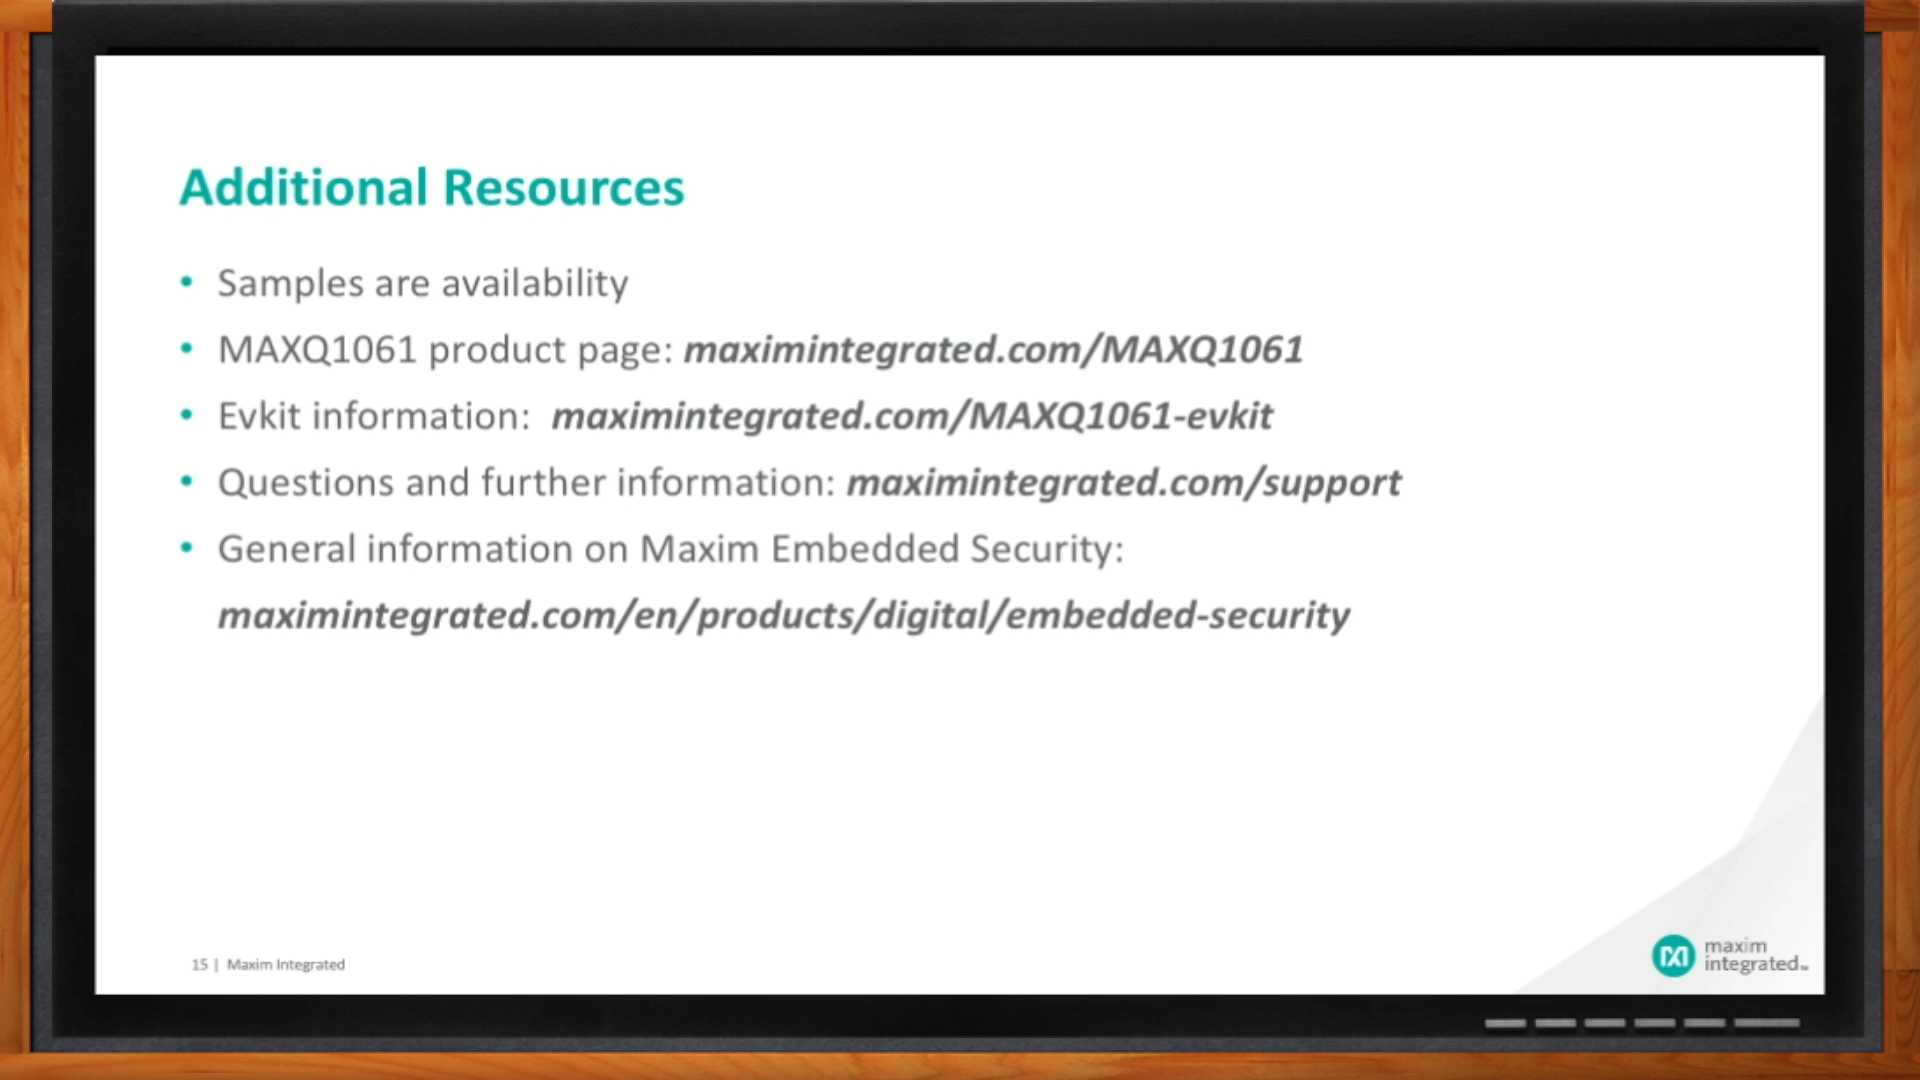 Additional Resources
• Samples are availability
• MAXQ1061 product page: maximintegrated.com/MAXQ1061
• Evkit information: maximintegrated.com/MAXQ1061-evkit
• Questions and further information: maximintegrated.com/support
• General information on Maxim Embedded Security:
maximintegrated.com/en/products/digital/embedded-security
15 | Maxim Integrated
maxim
integrated™